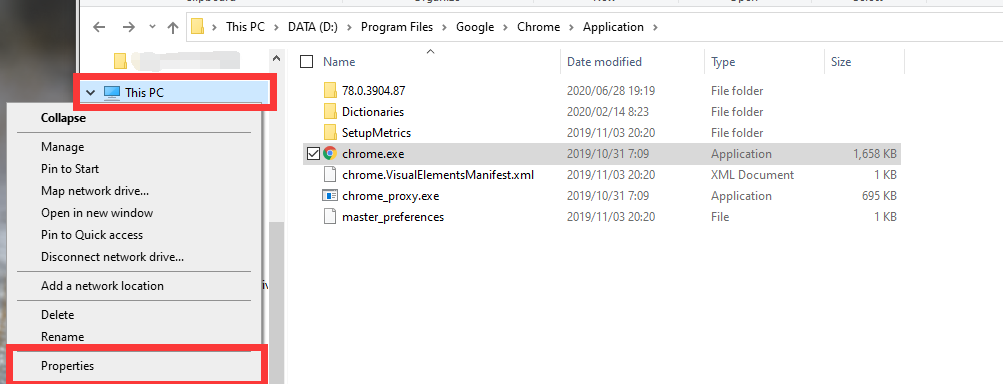 This PC > DATA (D:) > Program Files > Google > Chrome > Application >
Name Date modified Type Size
78.0.3904.87 2020/06/28 19:19 File folder
Dictionaries 2020/02/14 8:23 File folder
SetupMetrics 2019/11/03 20:20 File folder
chrome.exe 2019/10/31 7:09 Application 1,658 KB
chrome.VisualElementsManifest.xml 2019/11/03 20:20 XML Document 1 KB
chrome_proxy.exe 2019/10/31 7:09 Application 695 KB
master_preferences 2019/11/03 20:20 File 1 KB
This PC
Collapse
Manage
Pin to Start
Map network drive...
Open in new window
Pin to Quick access
Disconnect network drive...
Add a network location
Delete
Rename
Properties